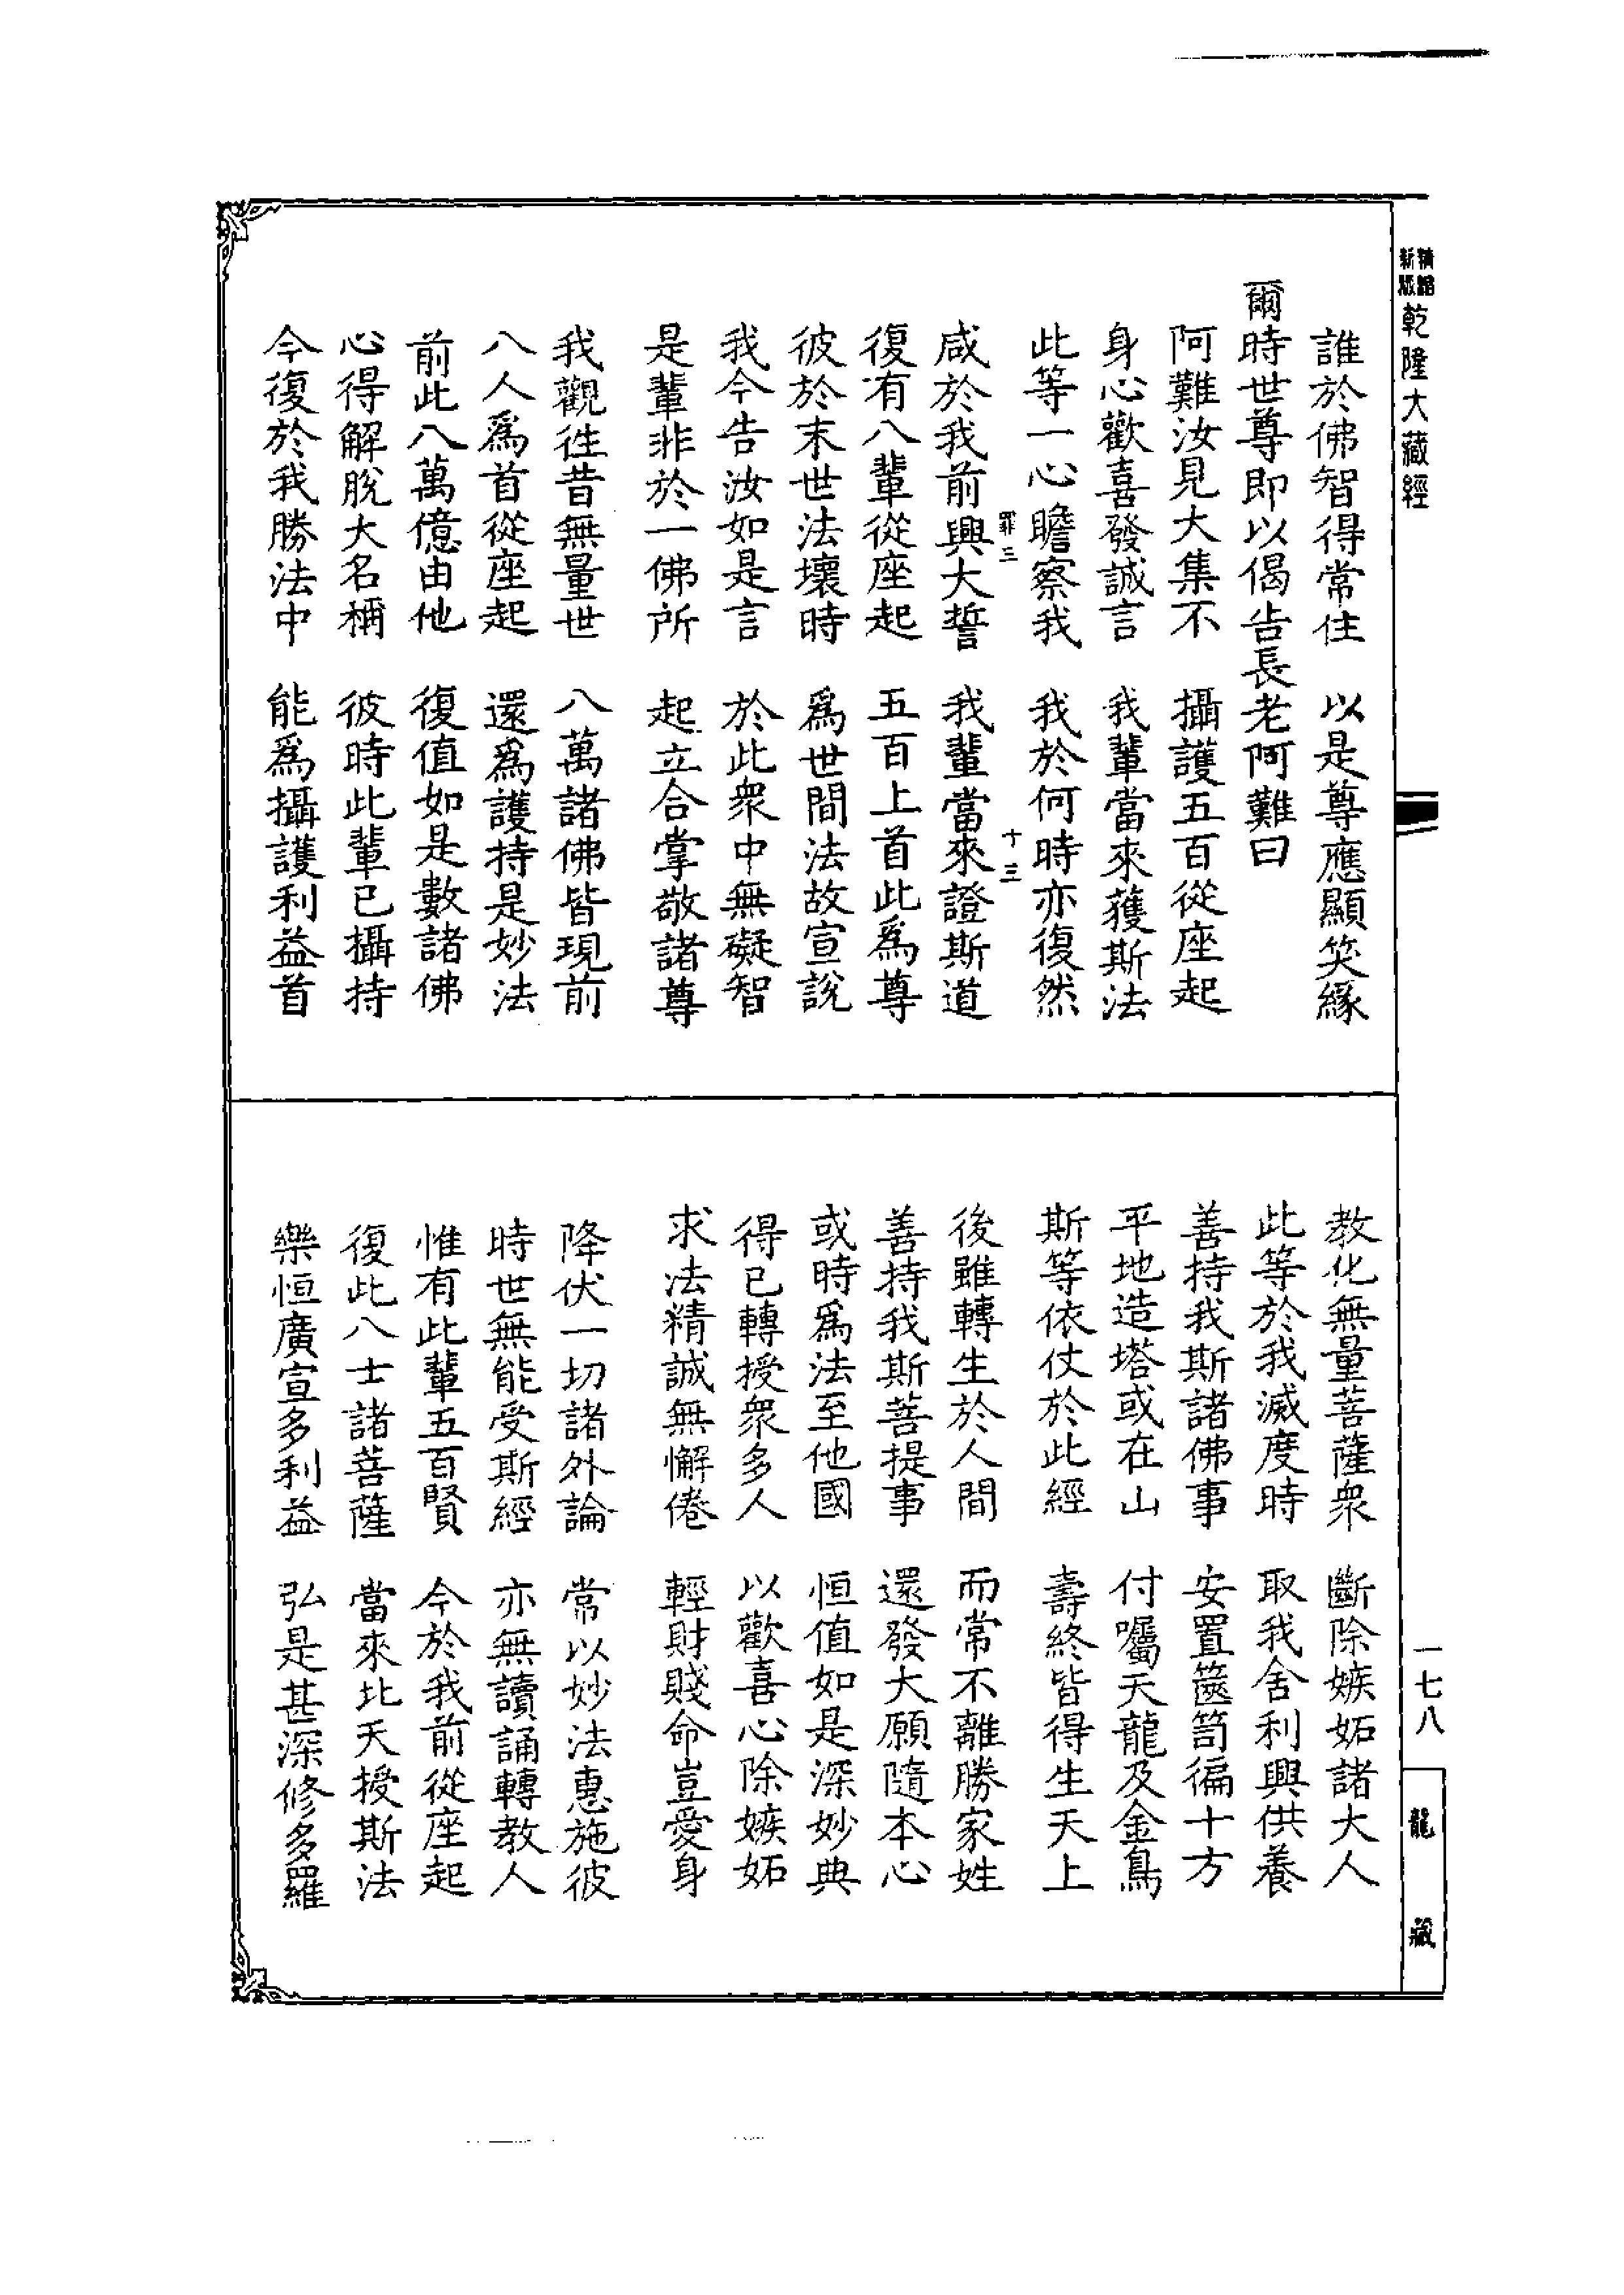 精縮新版乾隆大藏經
誰於佛智得常住　以是尊應顯笑緣
爾時世尊即以偈告長老阿難曰
阿難汝見大集不　攝護五百從座起
身心歡喜發誠言　我輩當來獲斯法
此等一心瞻察我　我於何時亦復然
罪三　十三
咸於我前興大誓　我輩當來證斯道
復有八輩從座起　五百上首此爲尊
彼於末世法壞時　爲世間法故宣說
我今告汝如是言　於此衆中無礙智
是輩非於一佛所　起立合掌敬諸尊
我觀徃昔無量世　八萬諸佛皆現前
八人爲首從座起　還爲護持是妙法
前此八萬億由他　復值如是數諸佛
心得解脫大名稱　彼時此輩已攝持
今復於我勝法中　能爲攝護利益首
教化無量菩薩衆　斷除嫉妬諸大人
此等於我滅度時　取我舍利興供養
善持我斯諸佛事　安置篋笥徧十方
平地造塔或在山　付囑天龍及金鳥
斯等依仗於此經　壽終皆得生天上
後雖轉生於人間　而常不離勝家姓
善持我斯菩提事　還發大願隨本心
或時爲法至他國　恒值如是深妙典
得已轉授衆多人　以歡喜心除嫉妬
求法精誠無懈倦　輕財賤命豈愛身
降伏一切諸外論　常以妙法惠施彼
時世無能受斯經　亦無讀誦轉教人
惟有此輩五百賢　今於我前從座起
復此八士諸菩薩　當來北天授斯法
樂恒廣宣多利益　弘是甚深修多羅
一七八
龍藏